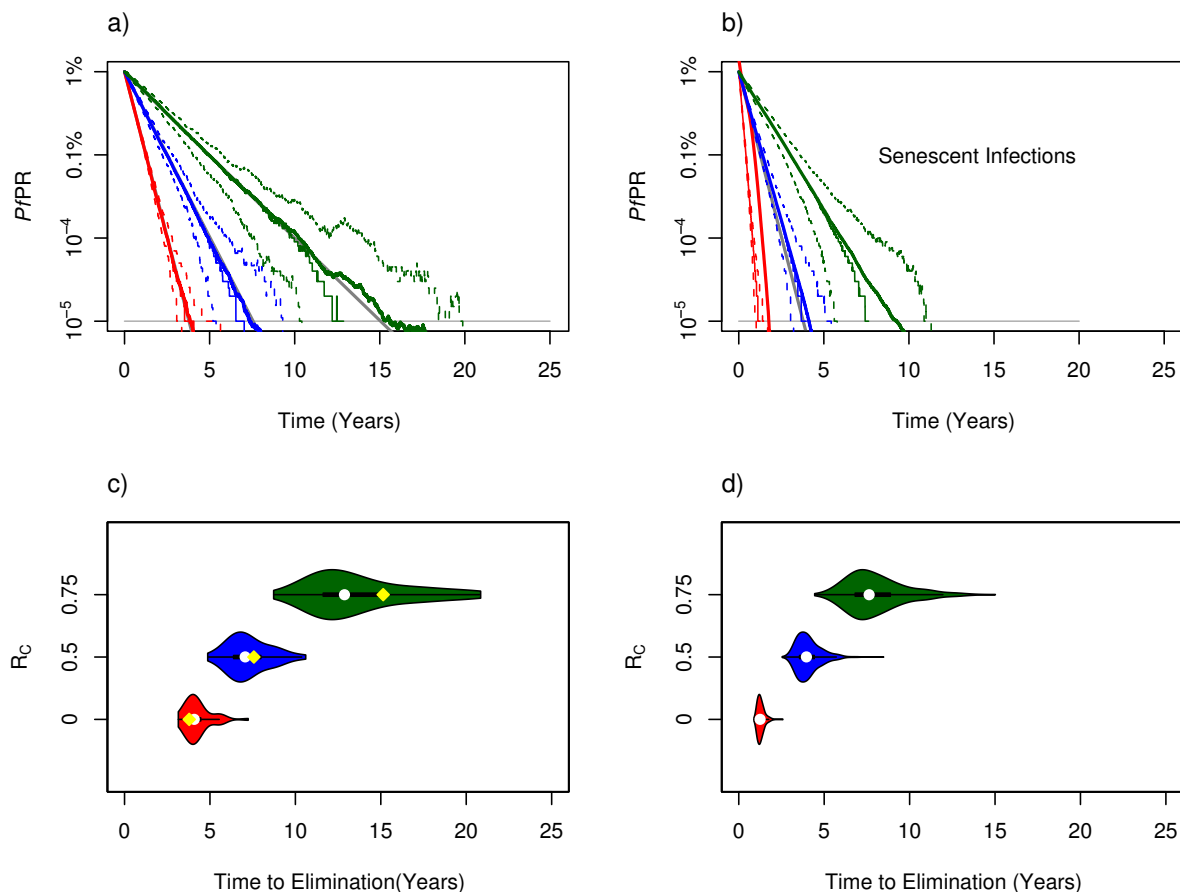 a)
PfPR
1%
0.1%
10⁻⁴
10⁻⁵
0 5 10 15 20 25
Time (Years)
b)
PfPR
1%
0.1%
10⁻⁴
10⁻⁵
Senescent Infections
0 5 10 15 20 25
Time (Years)
c)
R_C
0.75
0.5
0
0 5 10 15 20 25
Time to Elimination(Years)
d)
R_C
0.75
0.5
0
0 5 10 15 20 25
Time to Elimination (Years)